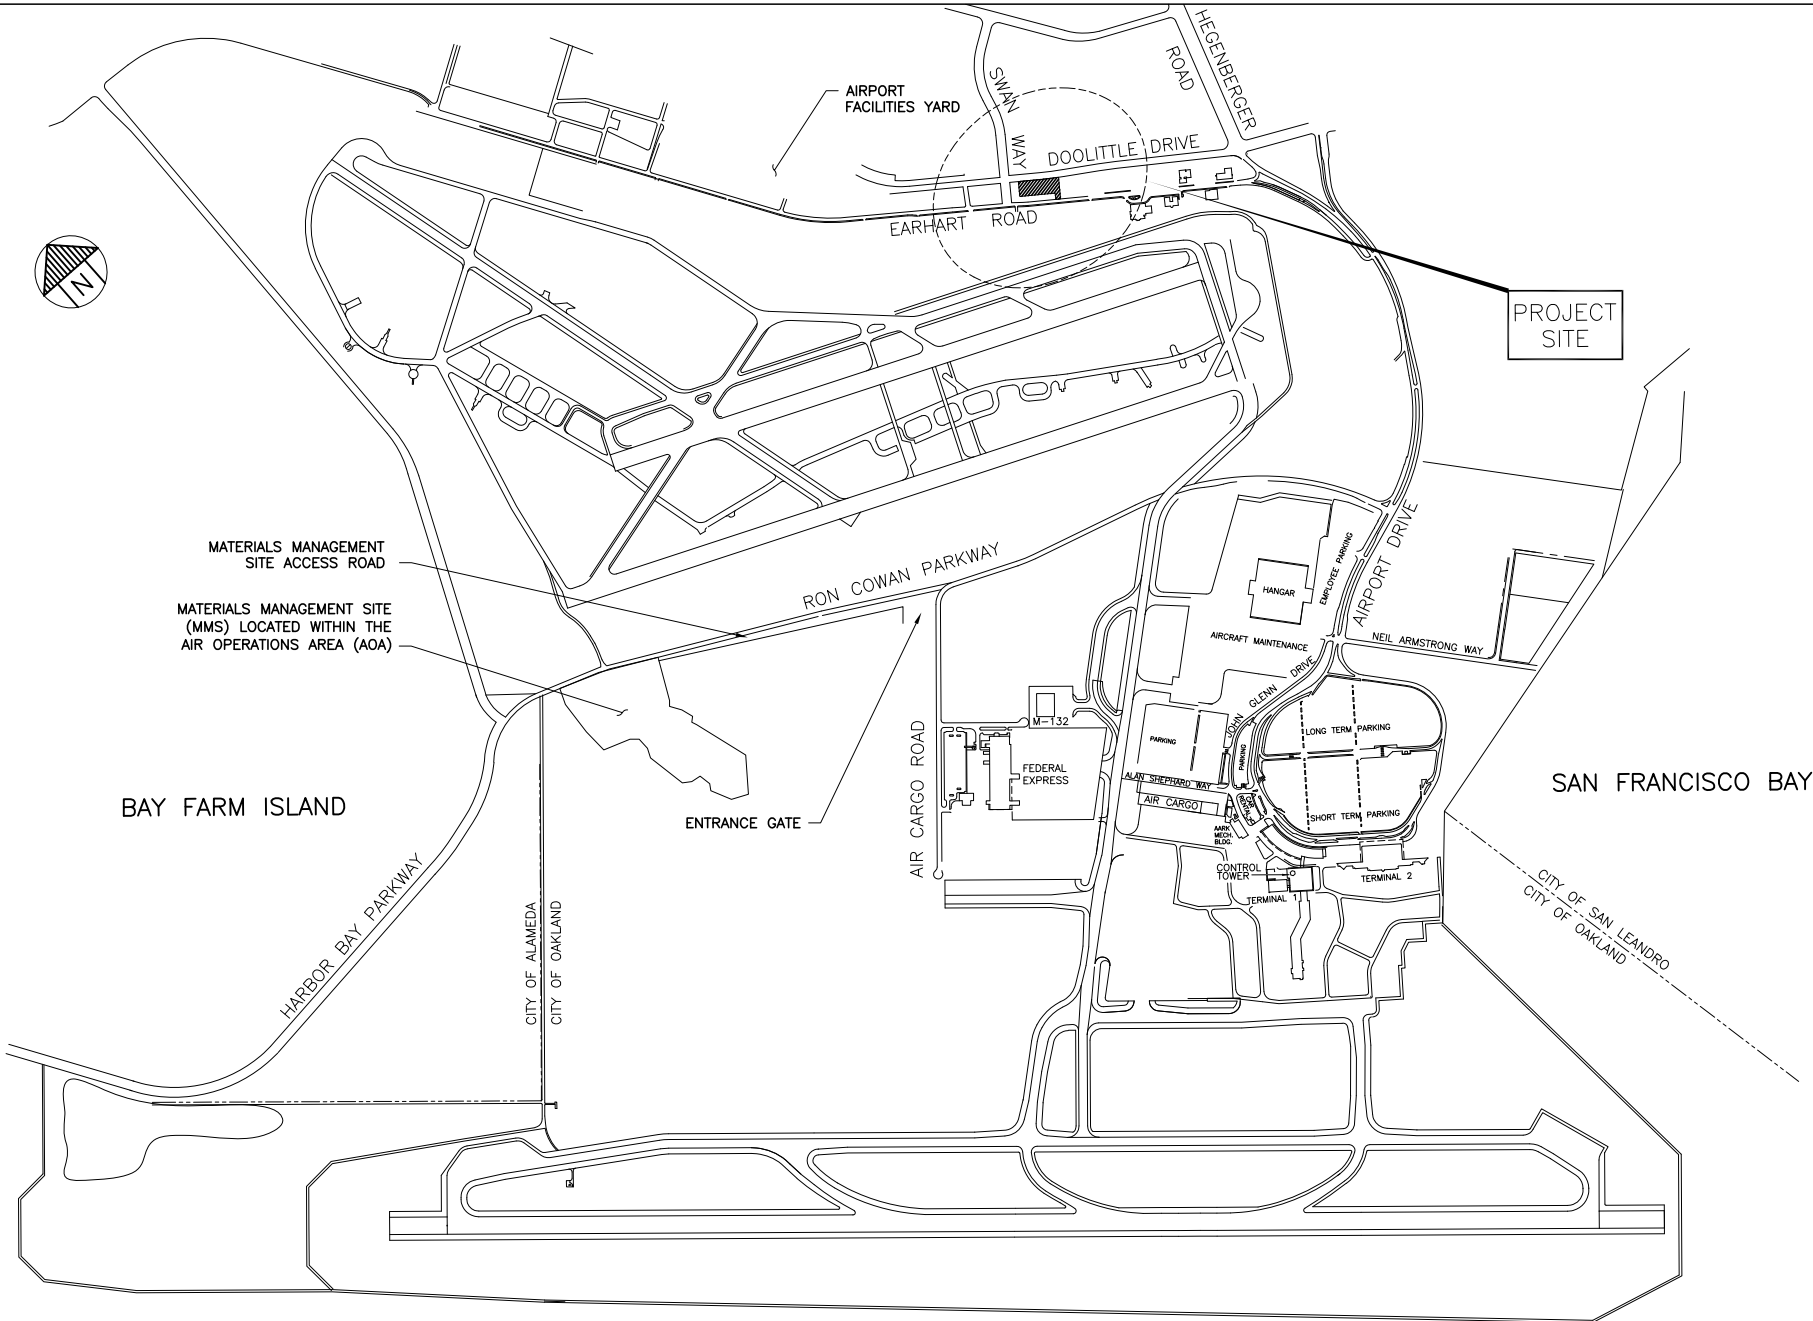 HEGENBERGER
ROAD
SWAN
WAY
AIRPORT
FACILITIES YARD
DOOLITTLE DRIVE
EARHART ROAD
N
PROJECT
SITE
MATERIALS MANAGEMENT
SITE ACCESS ROAD
RON COWAN PARKWAY
MATERIALS MANAGEMENT SITE
(MMS) LOCATED WITHIN THE
AIR OPERATIONS AREA (AOA)
HANGAR
EMPLOYEE PARKING
AIRPORT DRIVE
AIRCRAFT MAINTENANCE
NEIL ARMSTRONG WAY
JOHN GLENN DRIVE
M-132
PARKING
PARKING
LONG TERM PARKING
FEDERAL
EXPRESS
ALAN SHEPHARD WAY
AIR CARGO
CAR
RENTAL
SHORT TERM PARKING
SAN FRANCISCO BAY
BAY FARM ISLAND
ENTRANCE GATE
AIR CARGO ROAD
AARK
MECH.
BLDG.
CONTROL
TOWER
TERMINAL 2
TERMINAL 1
HARBOR BAY PARKWAY
CITY OF ALAMEDA
CITY OF OAKLAND
CITY OF SAN LEANDRO
CITY OF OAKLAND